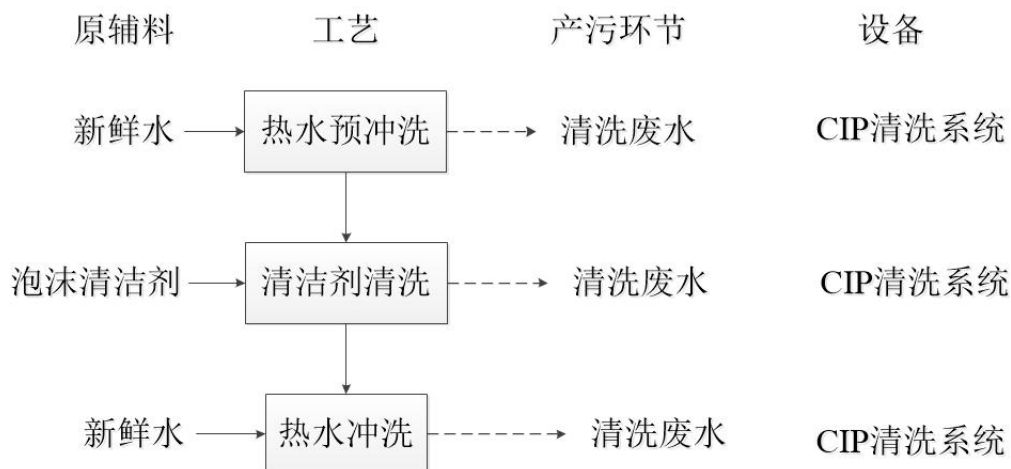 原辅料 工艺 产污环节 设备
新鲜水 热水预冲洗 清洗废水 CIP清洗系统
泡沫清洁剂 清洁剂清洗 清洗废水 CIP清洗系统
新鲜水 热水冲洗 清洗废水 CIP清洗系统